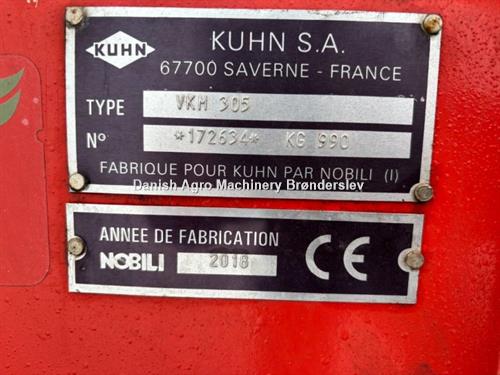 KUHN
KUHN S.A.
67700 SAVERNE - FRANCE
TYPE VKM 305
N° *172634* KG 990
FABRIQUE POUR KUHN PAR NOBILI (I)
Danish Agro Machinery Brønderslev
ANNEE DE FABRICATION
NOBILI 2018
CE